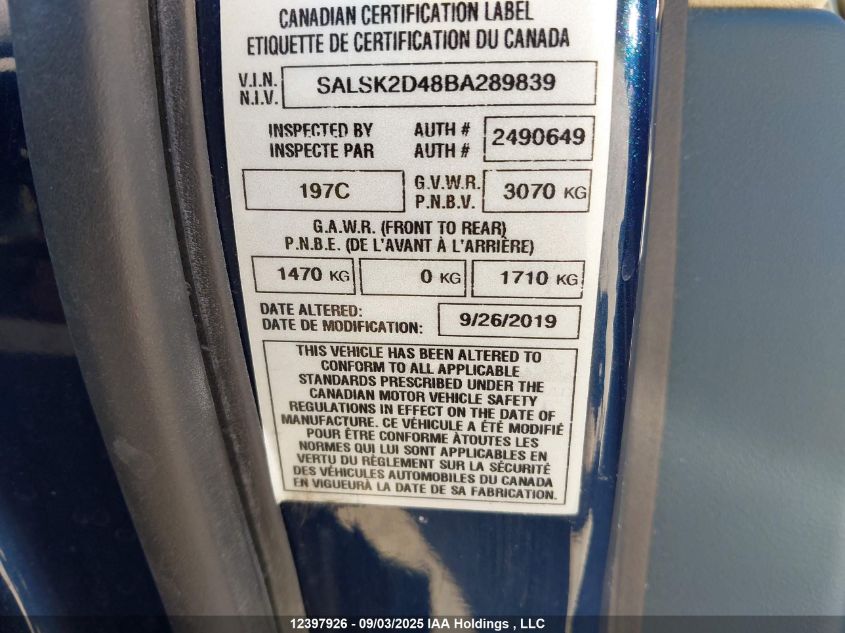 CANADIAN CERTIFICATION LABEL
ETIQUETTE DE CERTIFICATION DU CANADA
V.I.N. SALSK2D48BA289839
N.I.V.
INSPECTED BY AUTH # 2490649
INSPECTE PAR AUTH #
197C G.V.W.R. 3070 KG
P.N.B.V.
G.A.W.R. (FRONT TO REAR)
P.N.B.E. (DE L'AVANT À L'ARRIÈRE)
1470 KG 0 KG 1710 KG
DATE ALTERED: 9/26/2019
DATE DE MODIFICATION:
THIS VEHICLE HAS BEEN ALTERED TO
CONFORM TO ALL APPLICABLE
STANDARDS PRESCRIBED UNDER THE
CANADIAN MOTOR VEHICLE SAFETY
REGULATIONS IN EFFECT ON THE DATE OF
MANUFACTURE. CE VÉHICULE A ÉTÉ MODIFIÉ
POUR ÊTRE CONFORME ÀTOUTES LES
NORMES QUI LUI SONT APPLICABLES EN
VERTU DU RÈGLEMENT SUR LA SÉCURITÉ
DES VÉHICULES AUTOMOBILES DU CANADA
EN VIGUEURÀ LA DATE DE SA FABRICATION.
12397926 - 09/03/2025 IAA Holdings , LLC